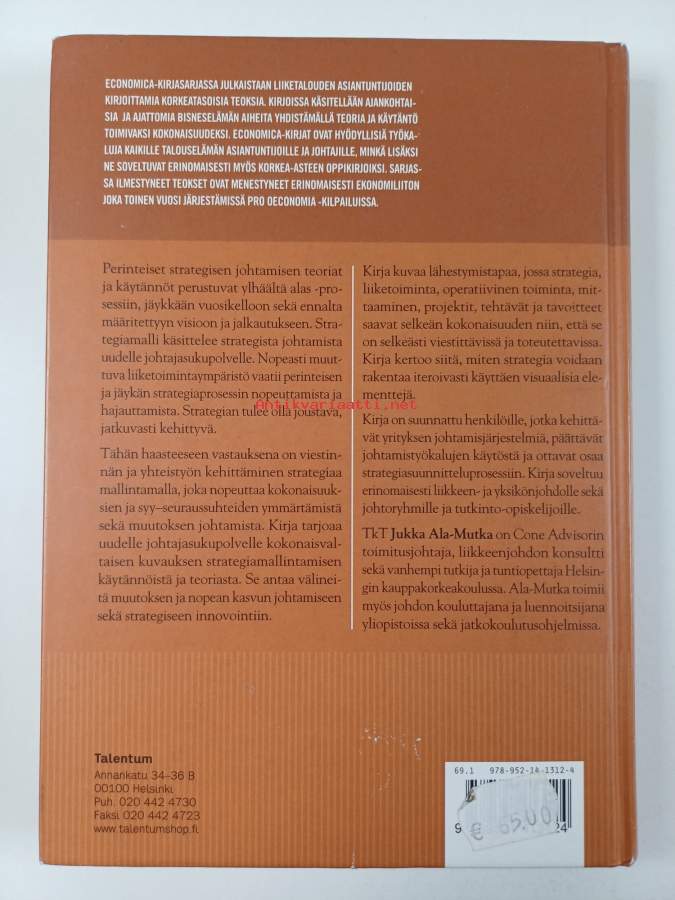 ECONOMICA-KIRJASARJASSA JULKAISTAAN LIIKETALOUDEN ASIANTUNTIJOIDEN
KIRJOITTAMIA KORKEATASOISIA TEOKSIA. KIRJOISSA KÄSITELLÄÄN AJANKOHTAI-
SIA JA AJATTOMIA BISNESELÄMÄN AIHEITA YHDISTÄMÄLLÄ TEORIA JA KÄYTÄNTÖ
TOIMIVAKSI KOKONAISUUDEKSI. ECONOMICA-KIRJAT OVAT HYÖDYLLISIÄ TYÖKA-
LUJA KAIKILLE TALOUSELÄMÄN ASIANTUNTIJOILLE JA JOHTAJILLE, MINKÄ LISÄKSI
NE SOVELTUVAT ERINOMAISESTI MYÖS KORKEA-ASTEEN OPPIKIRJOIKSI. SARJAS-
SA ILMESTYNEET TEOKSET OVAT MENESTYNEET ERINOMAISESTI EKONOMILIITON
JOKA TOINEN VUOSI JÄRJESTÄMISSÄ PRO OECONOMIA -KILPAILUISSA.
Perinteiset strategisen johtamisen teoriat
ja käytännöt perustuvat ylhäältä alas -pro-
sessiin, jäykkään vuosikelloon sekä ennalta
määritettyyn visioon ja jalkautukseen. Stra-
tegiamalli käsittelee strategista johtamista
uudelle johtajasukupolvelle. Nopeasti muut-
tuva liiketoimintaympäristö vaatii perinteisen
ja jäykän strategiaprosessin nopeuttamista ja
hajauttamista. Strategian tulee olla joustava,
jatkuvasti kehittyvä.
Tähän haasteeseen vastauksena on viestin-
nän ja yhteistyön kehittäminen strategiaa
mallintamalla, joka nopeuttaa kokonaisuuk-
sien ja syy–seuraussuhteiden ymmärtämistä
sekä muutoksen johtamista. Kirja tarjoaa
uudelle johtajasukupolvelle kokonaisval-
taisen kuvauksen strategiamallintamisen
käytännöistä ja teoriasta. Se antaa välinei-
tä muutoksen ja nopean kasvun johtamiseen
sekä strategiseen innovointiin.
Kirja kuvaa lähestymistapaa, jossa strategia,
liiketoiminta, operatiivinen toiminta, mit-
taaminen, projektit, tehtävät ja tavoitteet
saavat selkeän kokonaisuuden niin, että se
on selkeästi viestittävissä ja toteutettavissa.
Kirja kertoo siitä, miten strategia voidaan
rakentaa iteroivasti käyttäen visuaalisia ele-
menttejä.
Kirja on suunnattu henkilöille, jotka kehittä-
vät yrityksen johtamisjärjestelmiä, päättävät
johtamistyökalujen käytöstä ja ottavat osaa
strategiasuunnitteluprosessiin. Kirja soveltuu
erinomaisesti liikkeen- ja yksikönjohdolle sekä
johtoryhmille ja tutkinto-opiskelijoille.
TkT Jukka Ala-Mutka on Cone Advisorin
toimitusjohtaja, liikkeenjohdon konsultti
sekä vanhempi tutkija ja tuntiopettaja Helsin-
gin kauppakorkeakoulussa. Ala-Mutka toimii
myös johdon kouluttajana ja luennoitsijana
yliopistoissa sekä jatkokoulutusohjelmissa.
Antikvariaatti.net
Talentum
Annankatu 34–36 B
00100 Helsinki
Puh. 020 442 4730
Faksi 020 442 4723
www.talentumshop.fi
69.1 978-952-14-1312-4
9 24
€ 65.00